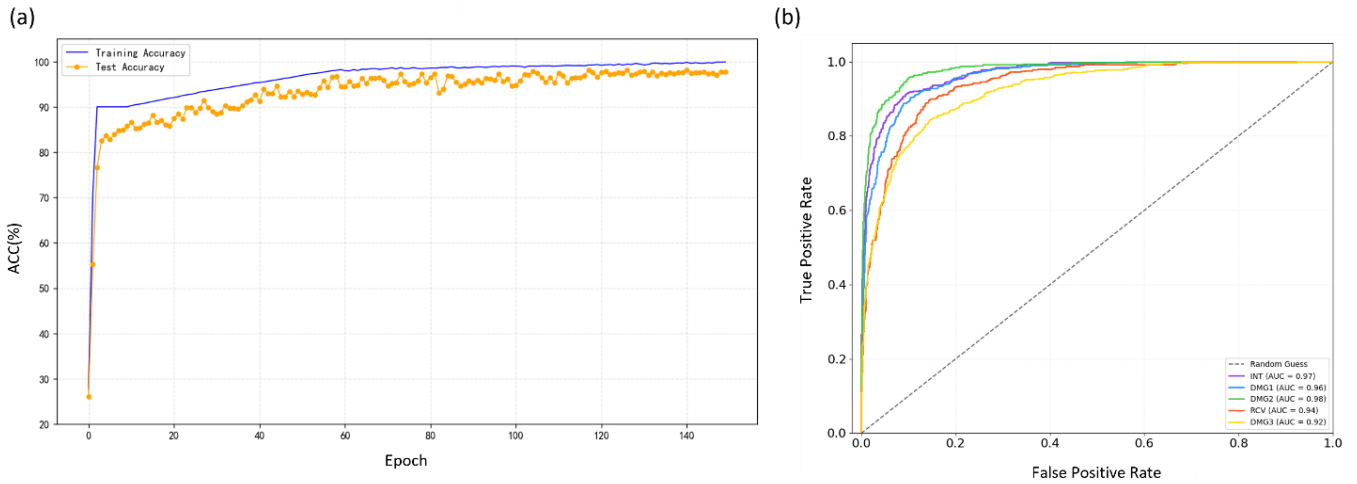 (a)
Training Accuracy
Test Accuracy
ACC(%)
100
90
80
70
60
50
40
30
20
0 20 40 60 80 100 120 140
Epoch
(b)
True Positive Rate
1.0
0.8
0.6
0.4
0.2
0.0
Random Guess
INT (AUC = 0.97)
DMG1 (AUC = 0.96)
DMG2 (AUC = 0.98)
RCV (AUC = 0.94)
DMG3 (AUC = 0.92)
0.0 0.2 0.4 0.6 0.8 1.0
False Positive Rate